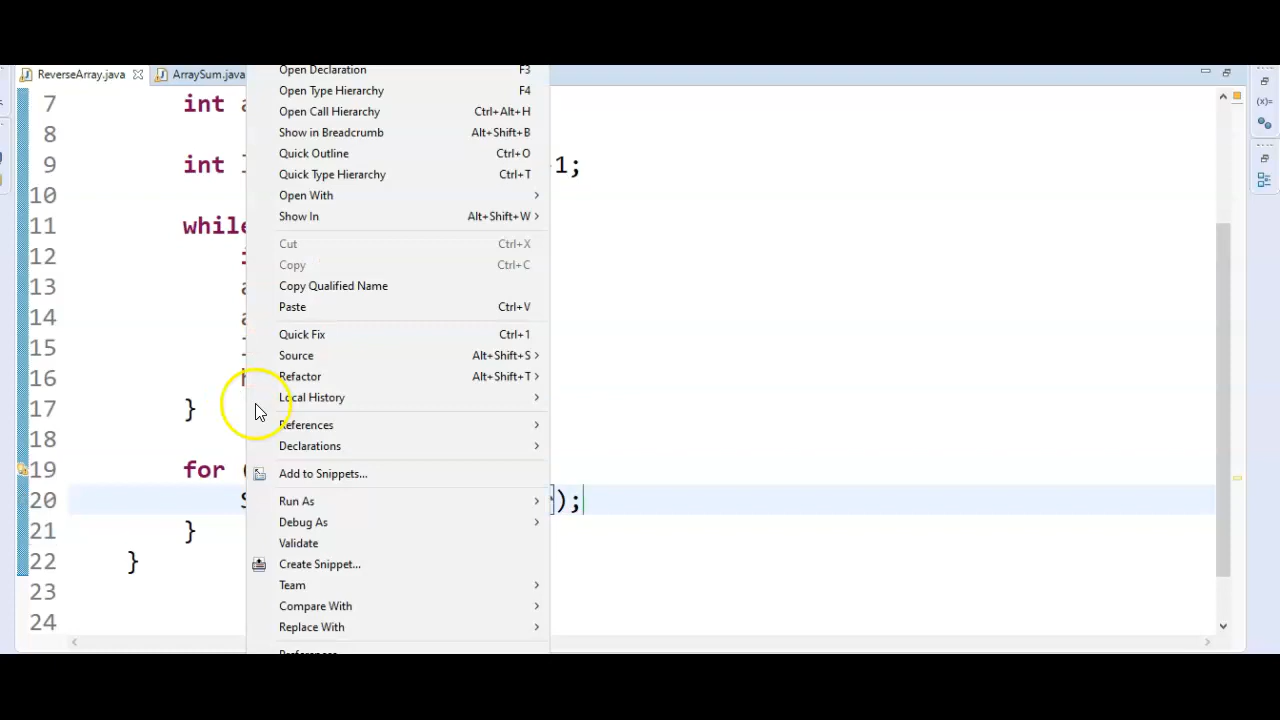 ReverseArray.java
ArraySum.java
Open Declaration F3
7 int a
Open Type Hierarchy F4
Open Call Hierarchy Ctrl+Alt+H
8
Show in Breadcrumb Alt+Shift+B
Quick Outline Ctrl+O
9 int 1;
Quick Type Hierarchy Ctrl+T
10
Open With
Show In Alt+Shift+W
11 while
Cut Ctrl+X
12
Copy Ctrl+C
13 a
Copy Qualified Name
Paste Ctrl+V
14 a
Quick Fix Ctrl+1
15
Source Alt+Shift+S
16
Refactor Alt+Shift+T
Local History
17 }
References
18
Declarations
19 for (
Add to Snippets...
20 S );
Run As
Debug As
21 }
Validate
22 }
Create Snippet...
Team
23
Compare With
24
Replace With
Preferences